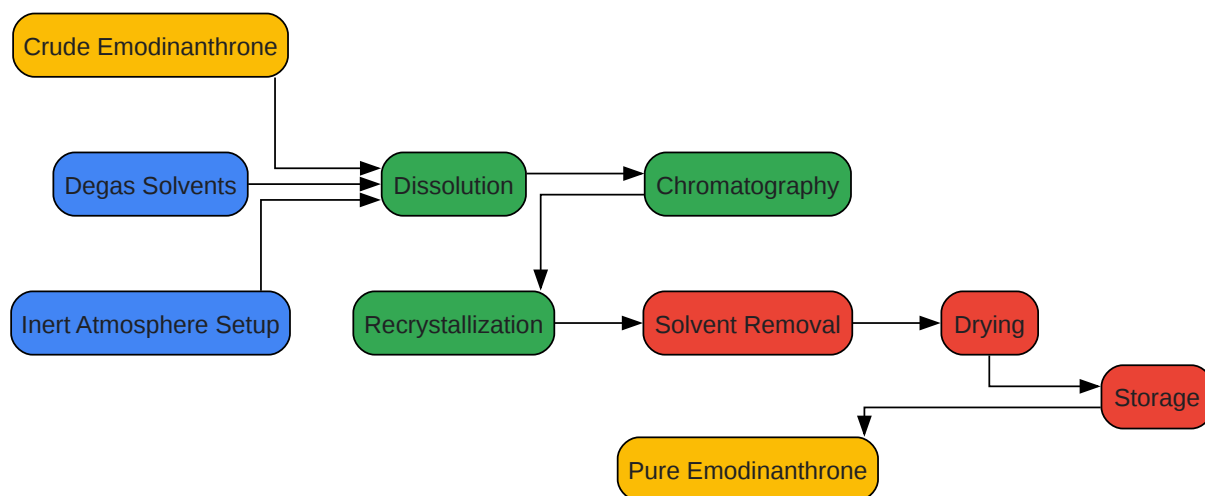 Crude Emodinanthrone
Degas Solvents
Dissolution
Chromatography
Inert Atmosphere Setup
Recrystallization
Solvent Removal
Drying
Storage
Pure Emodinanthrone